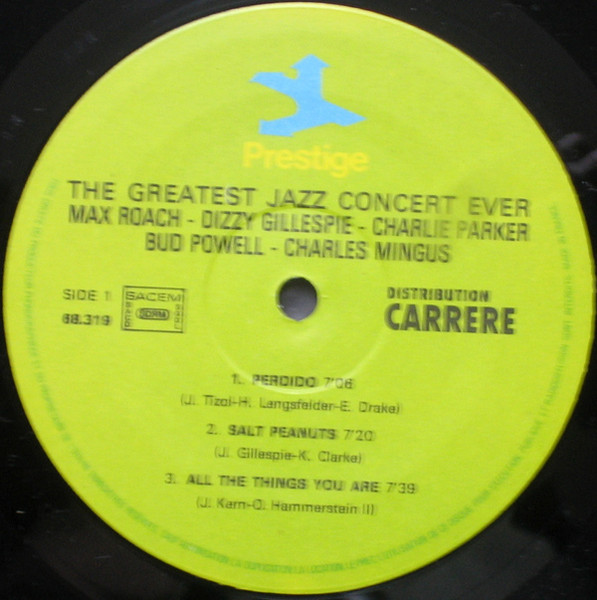 Prestige
THE GREATEST JAZZ CONCERT EVER
MAX ROACH - DIZZY GILLESPIE - CHARLIE PARKER
BUD POWELL - CHARLES MINGUS
SIDE 1
68.319
SACEM
SDRM
DISTRIBUTION
CARRERE
1. PERDIDO 7'06
(J. Tizol-H. Langsfelder-E. Drake)
2. SALT PEANUTS 7'20
(J. Gillespie-K. Clarke)
3. ALL THE THINGS YOU ARE 7'39
(J. Kern-O. Hammerstein II)